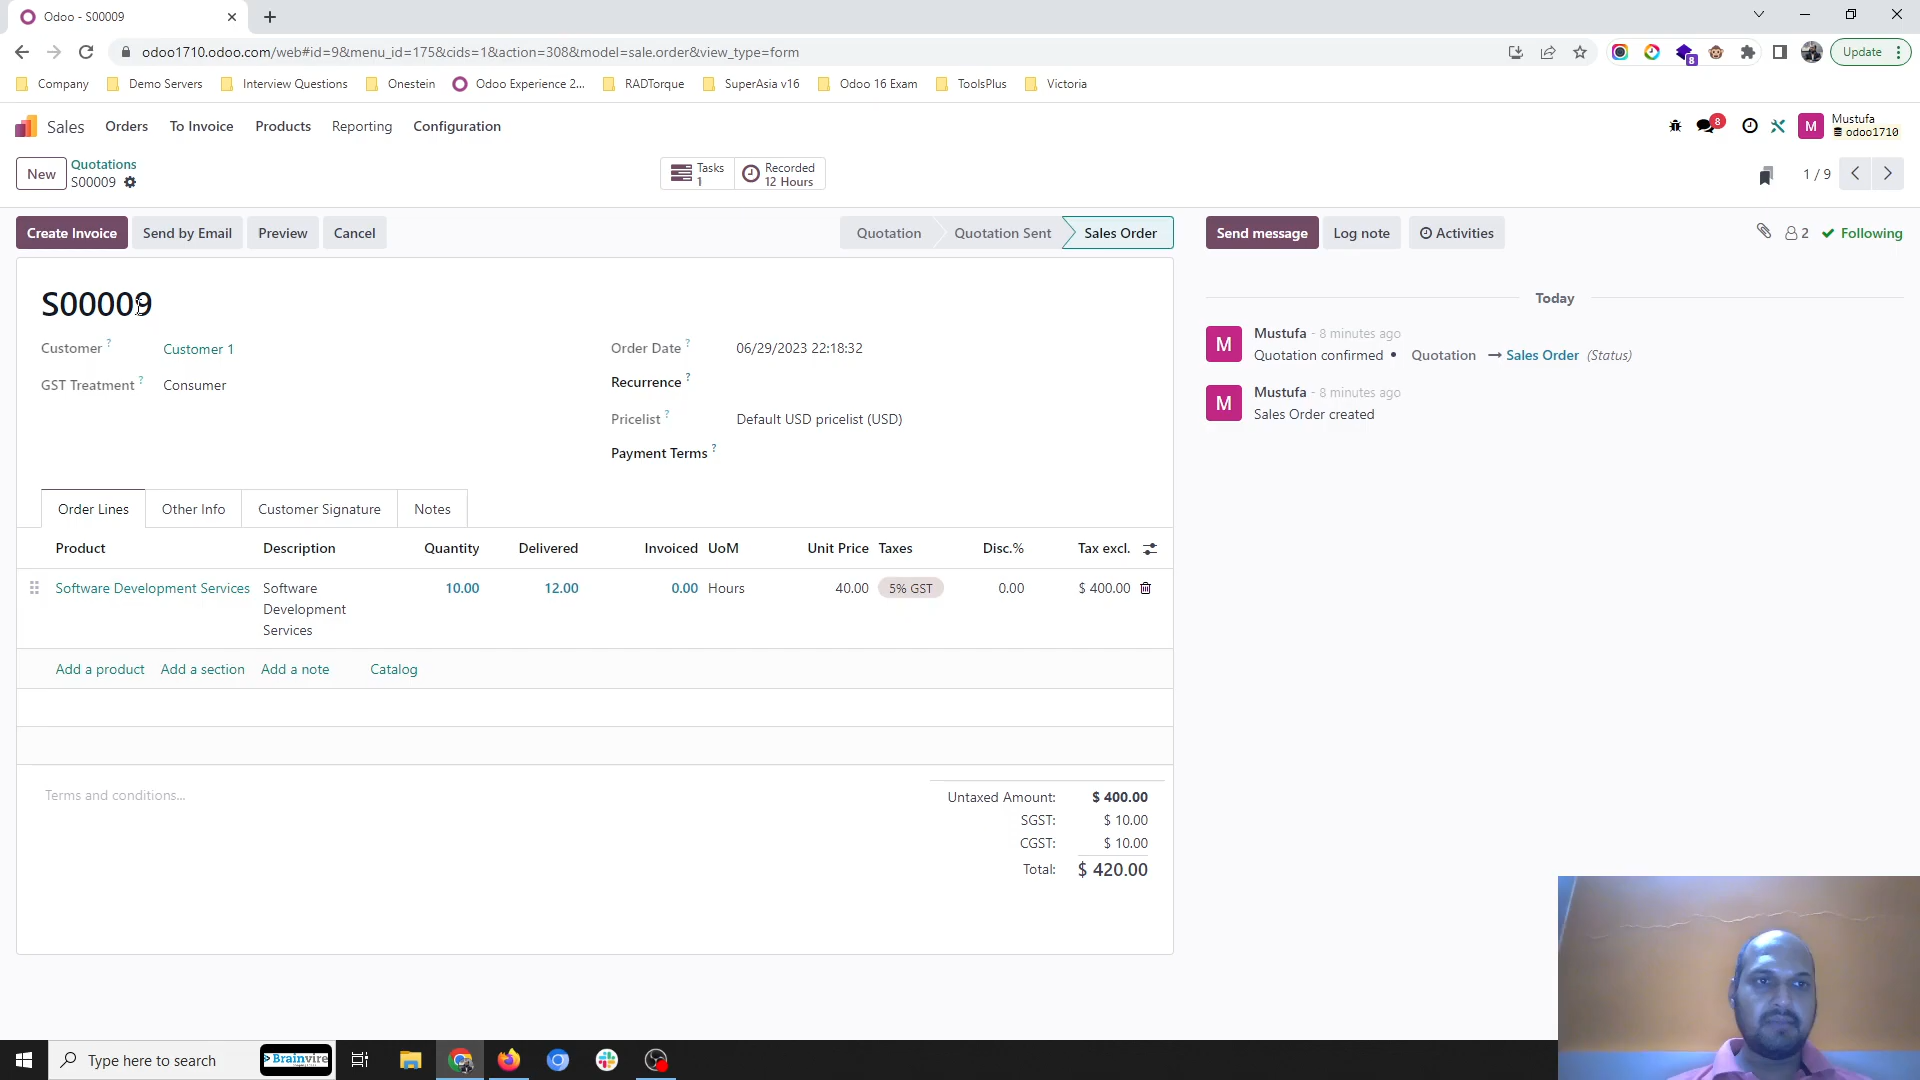 Odoo - S00009
odoo1710.odoo.com/web#id=9&menu_id=175&cids=1&action=308&model=sale.order&view_type=form
8
Update
Company
Demo Servers
Interview Questions
Onestein
Odoo Experience 2...
RADTorque
SuperAsia v16
Odoo 16 Exam
ToolsPlus
Victoria
Sales
Orders
To Invoice
Products
Reporting
Configuration
8
M
Mustufa
odoo1710
New
Quotations
S00009
Tasks
1
Recorded
12 Hours
1 / 9
Create Invoice
Send by Email
Preview
Cancel
Quotation
Quotation Sent
Sales Order
Send message
Log note
Activities
2
Following
S00009
Customer ?
Customer 1
GST Treatment ?
Consumer
Order Date ?
06/29/2023 22:18:32
Recurrence ?
Pricelist ?
Default USD pricelist (USD)
Payment Terms ?
Today
M
Mustufa - 8 minutes ago
Quotation confirmed • Quotation → Sales Order (Status)
M
Mustufa - 8 minutes ago
Sales Order created
Order Lines
Other Info
Customer Signature
Notes
Product Description Quantity Delivered Invoiced UoM Unit Price Taxes Disc.% Tax excl.
Software Development Services Software 10.00 12.00 0.00 Hours 40.00 5% GST 0.00 $ 400.00
Development
Services
Add a product
Add a section
Add a note
Catalog
Terms and conditions...
Untaxed Amount: $ 400.00
SGST: $ 10.00
CGST: $ 10.00
Total: $ 420.00
Type here to search
Brainvire